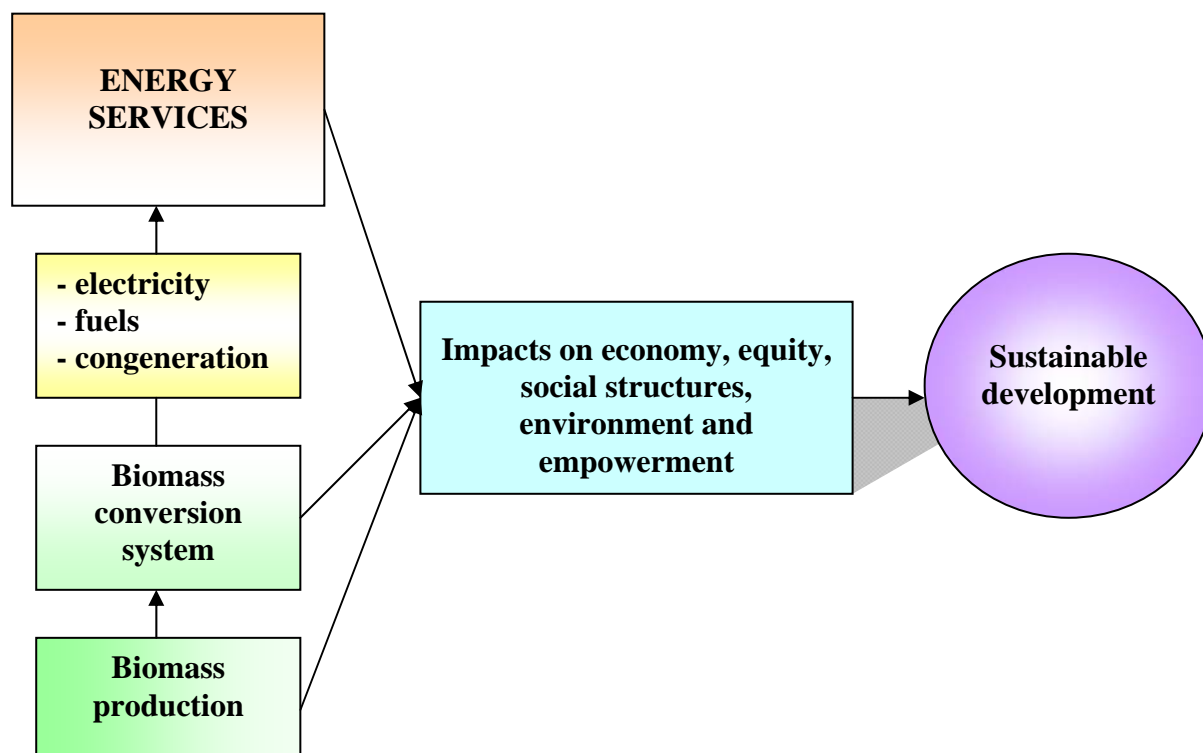 ENERGY
SERVICES
- electricity
- fuels
- congeneration
Biomass
conversion
system
Biomass
production
Impacts on economy, equity,
social structures,
environment and
empowerment
Sustainable
development